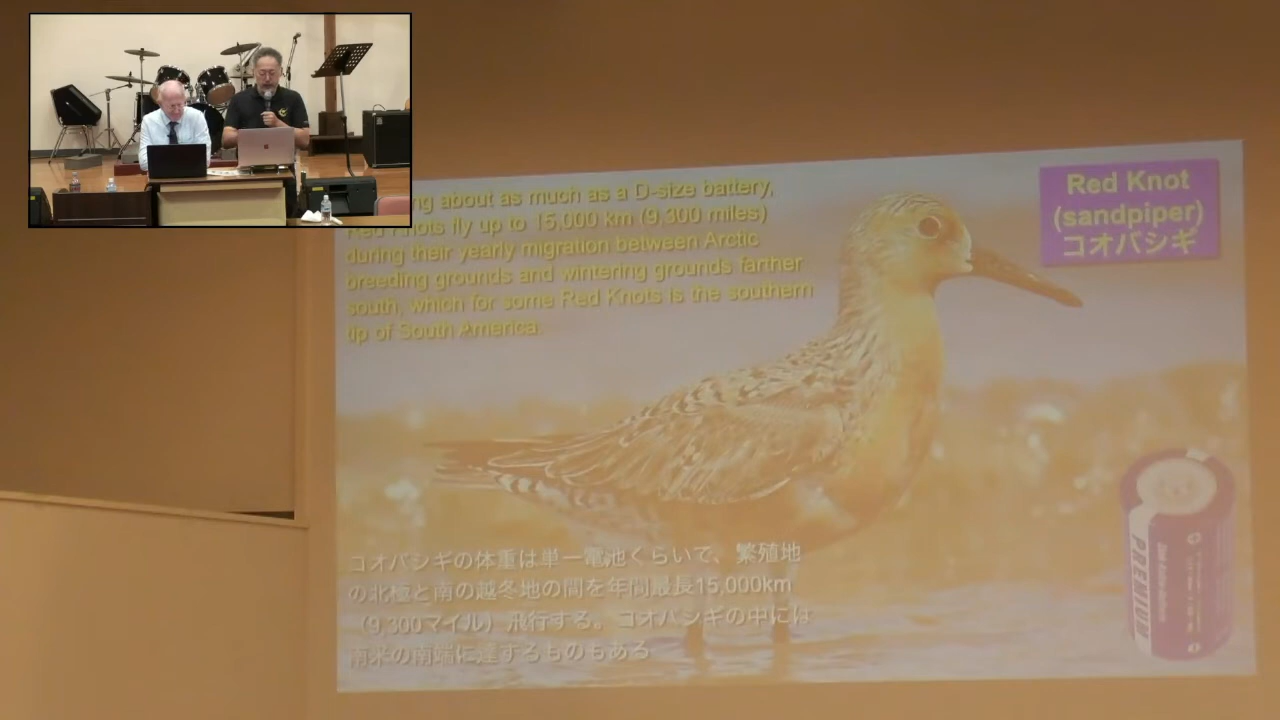 ng about as much as a D-size battery,
Red Knots fly up to 15,000 km (9,300 miles)
during their yearly migration between Arctic
breeding grounds and wintering grounds farther
south, which for some Red Knots is the southern
tip of South America.
Red Knot
(sandpiper)
コオバシギ
コオバシギの体重は単一電池くらいで、繁殖地
の北極と南の越冬地の間を年間最長15,000km
(9,300マイル)飛行する。コオバシギの中には
南米の南端に達するものもある
PREMIUM